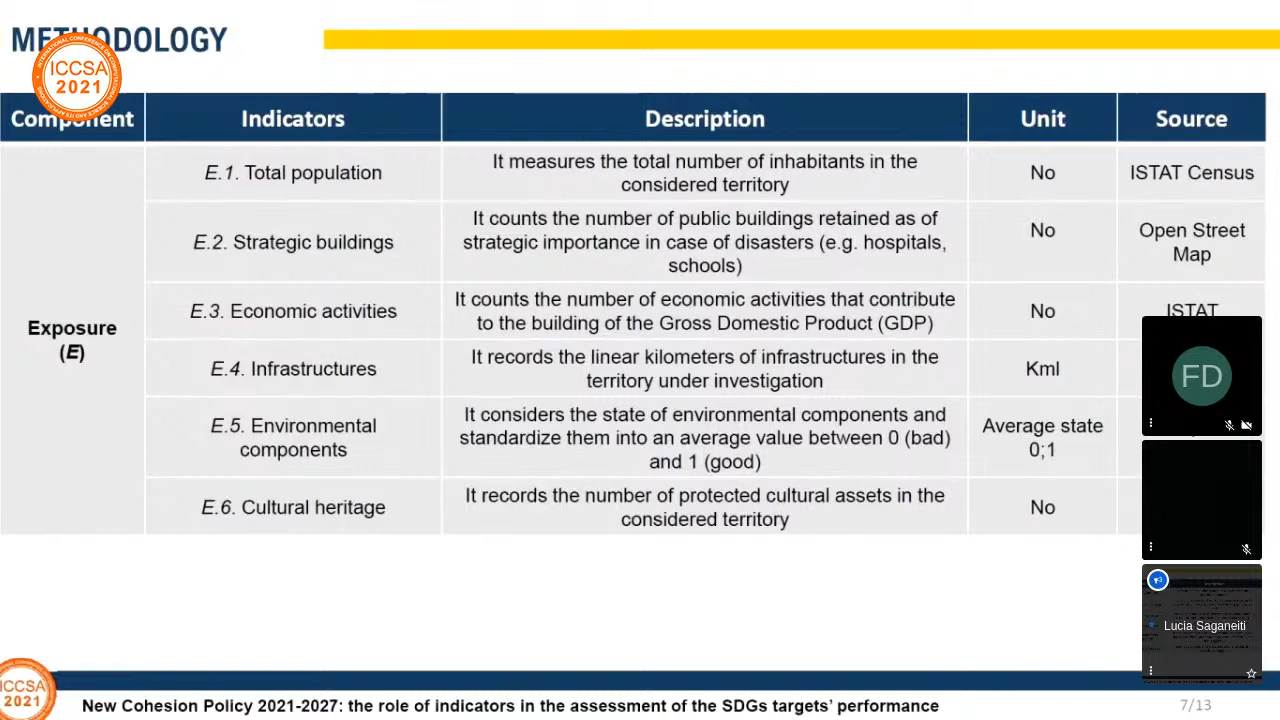 METHODOLOGY
ICCSA
2021
Component
Indicators
Description
Unit
Source
Exposure
(E)
E.1. Total population
It measures the total number of inhabitants in the
considered territory
No
ISTAT Census
E.2. Strategic buildings
It counts the number of public buildings retained as of
strategic importance in case of disasters (e.g. hospitals,
schools)
No
Open Street
Map
E.3. Economic activities
It counts the number of economic activities that contribute
to the building of the Gross Domestic Product (GDP)
No
ISTAT
E.4. Infrastructures
It records the linear kilometers of infrastructures in the
territory under investigation
Kml
E.5. Environmental
components
It considers the state of environmental components and
standardize them into an average value between 0 (bad)
and 1 (good)
Average state
0;1
E.6. Cultural heritage
It records the number of protected cultural assets in the
considered territory
No
FD
Lucia Saganeiti
ICCSA
2021
New Cohesion Policy 2021-2027: the role of indicators in the assessment of the SDGs targets' performance
7/13